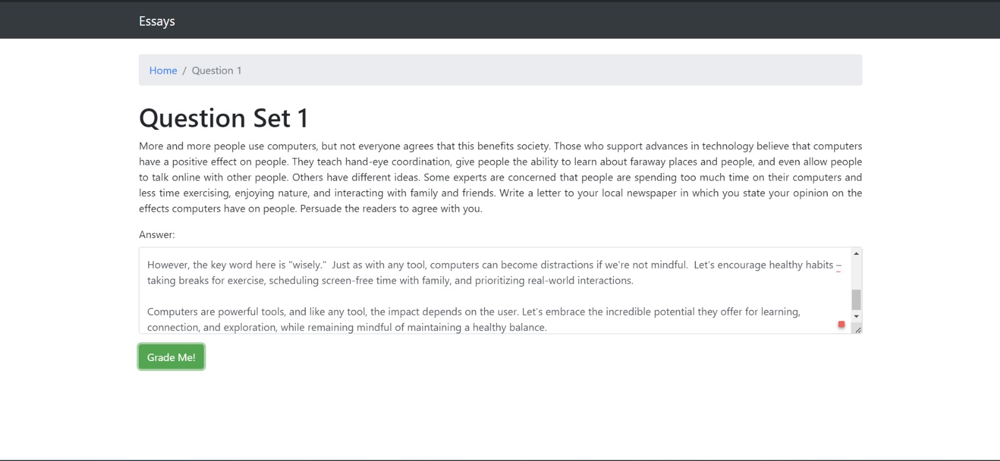 Essays
Home / Question 1
Question Set 1
More and more people use computers, but not everyone agrees that this benefits society. Those who support advances in technology believe that computers
have a positive effect on people. They teach hand-eye coordination, give people the ability to learn about faraway places and people, and even allow people
to talk online with other people. Others have different ideas. Some experts are concerned that people are spending too much time on their computers and
less time exercising, enjoying nature, and interacting with family and friends. Write a letter to your local newspaper in which you state your opinion on the
effects computers have on people. Persuade the readers to agree with you.
Answer:
However, the key word here is "wisely."  Just as with any tool, computers can become distractions if we're not mindful.  Let's encourage healthy habits –
taking breaks for exercise, scheduling screen-free time with family, and prioritizing real-world interactions.
Computers are powerful tools, and like any tool, the impact depends on the user. Let's embrace the incredible potential they offer for learning,
connection, and exploration, while remaining mindful of maintaining a healthy balance.
Grade Me!